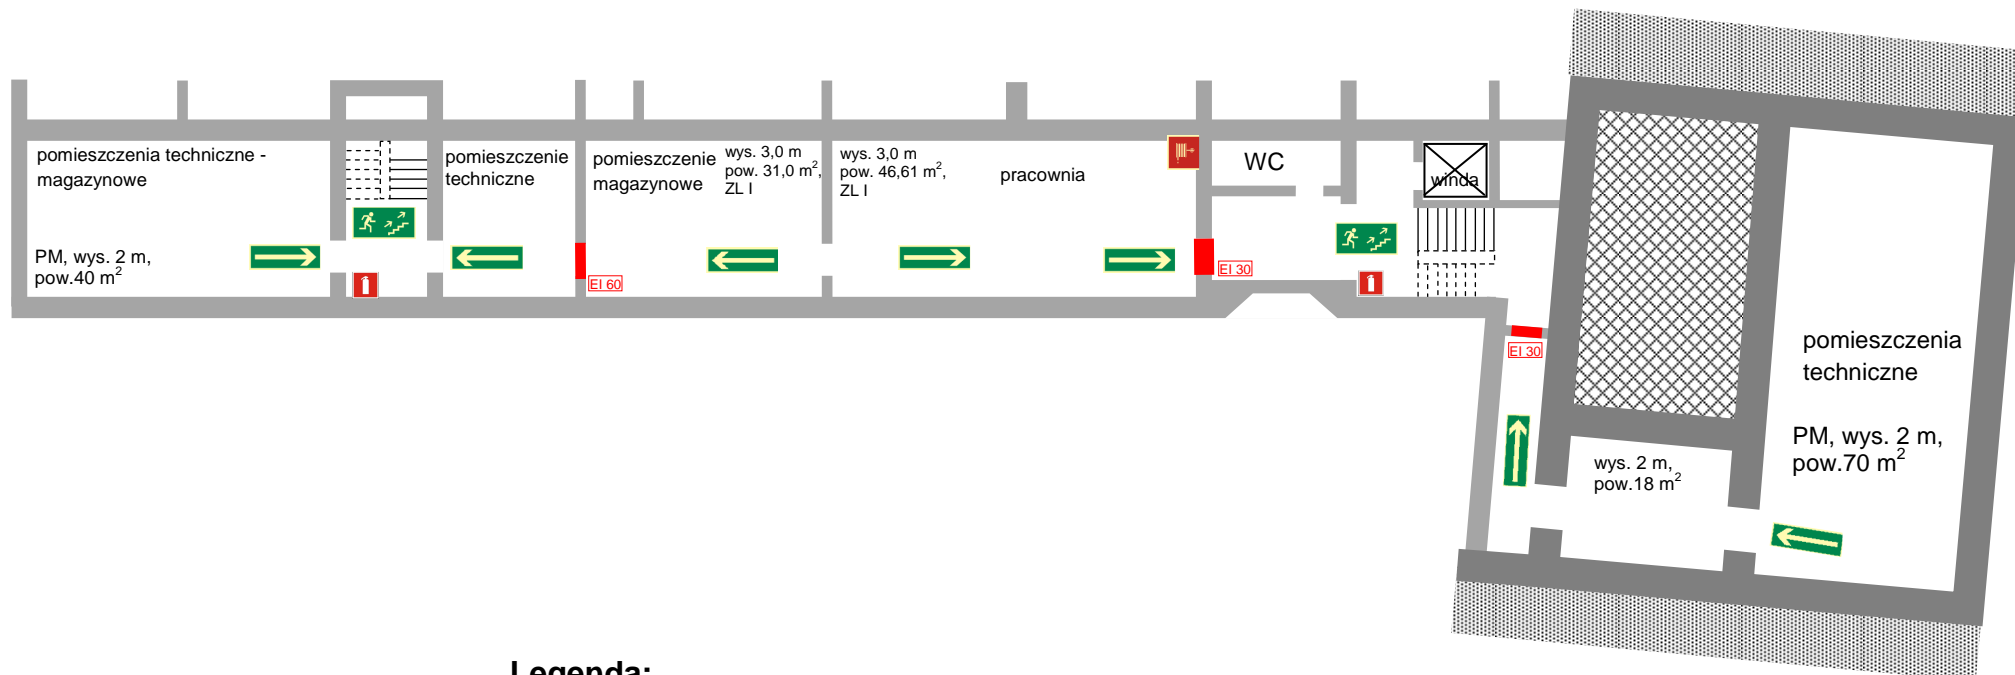 pomieszczenia techniczne -
magazynowe
PM, wys. 2 m,
pow.40 m²
pomieszczenie
techniczne
EI 60
pomieszczenie
magazynowe
wys. 3,0 m
pow. 31,0 m²,
ZL I
wys. 3,0 m
pow. 46,61 m²,
ZL I
pracownia
WC
EI 30
winda
EI 30
wys. 2 m,
pow.18 m²
pomieszczenia
techniczne
PM, wys. 2 m,
pow.70 m²
Legenda: